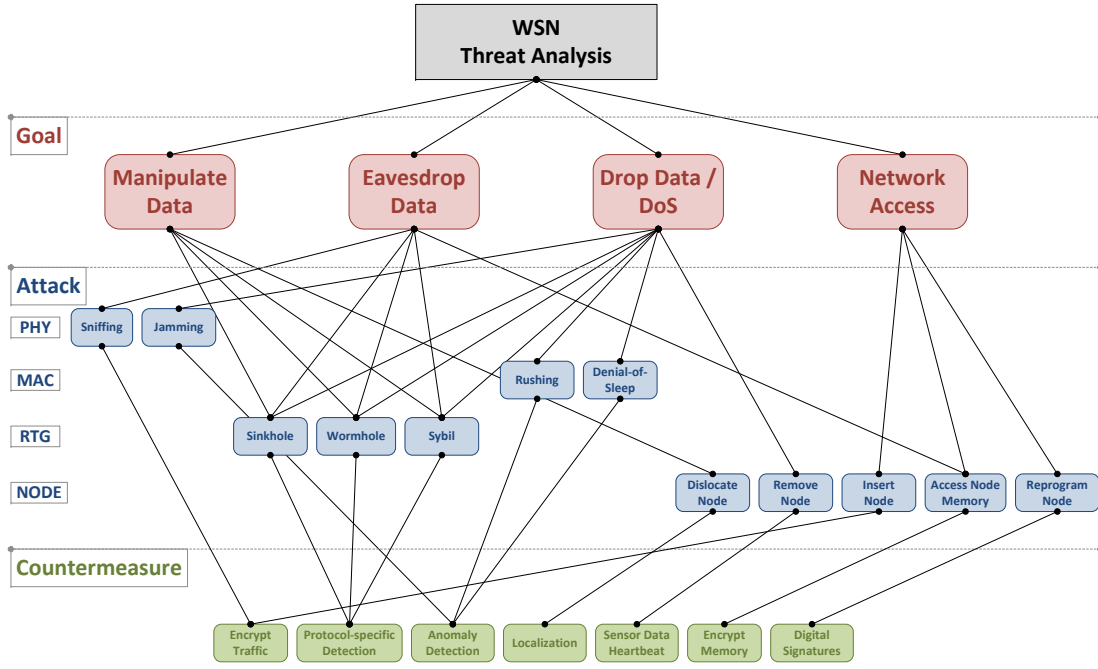 WSN
Threat Analysis
Goal
Manipulate
Data
Eavesdrop
Data
Drop Data /
DoS
Network
Access
Attack
PHY
Sniffing
Jamming
MAC
Rushing
Denial-of-
Sleep
RTG
Sinkhole
Wormhole
Sybil
NODE
Dislocate
Node
Remove
Node
Insert
Node
Access Node
Memory
Reprogram
Node
Countermeasure
Encrypt
Traffic
Protocol-specific
Detection
Anomaly
Detection
Localization
Sensor Data
Heartbeat
Encrypt
Memory
Digital
Signatures